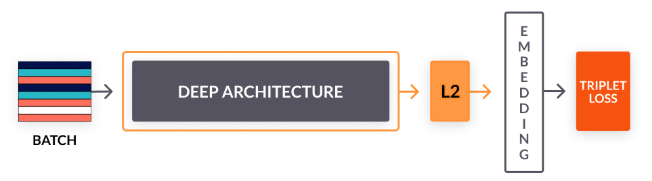 BATCH
DEEP ARCHITECTURE
L2
EMBEDDING
TRIPLET
LOSS